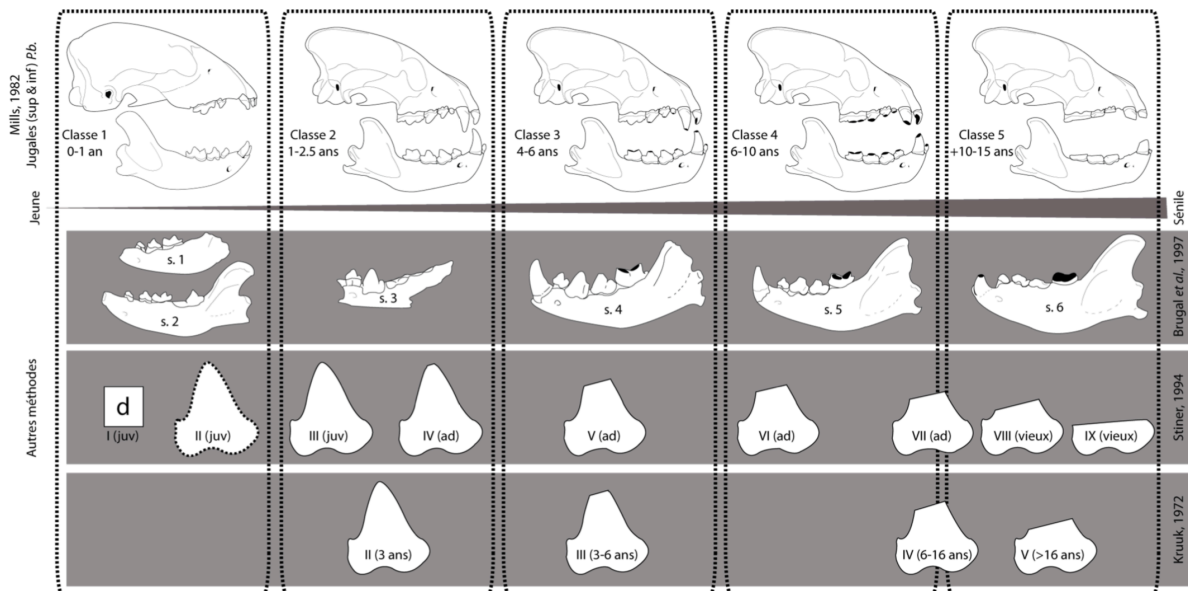 Mills, 1982
Jugales (sup & inf) P.b.
Classe 1
0-1 an
Classe 2
1-2.5 ans
Classe 3
4-6 ans
Classe 4
6-10 ans
Classe 5
+10-15 ans
Jeune
Sénile
s. 1
s. 2
s. 3
s. 4
s. 5
s. 6
Brugal et al., 1997
Autres méthodes
d
I (juv)
II (juv)
III (juv)
IV (ad)
V (ad)
VI (ad)
VII (ad)
VIII (vieux)
IX (vieux)
Stiner, 1994
II (3 ans)
III (3-6 ans)
IV (6-16 ans)
V (>16 ans)
Kruuk, 1972